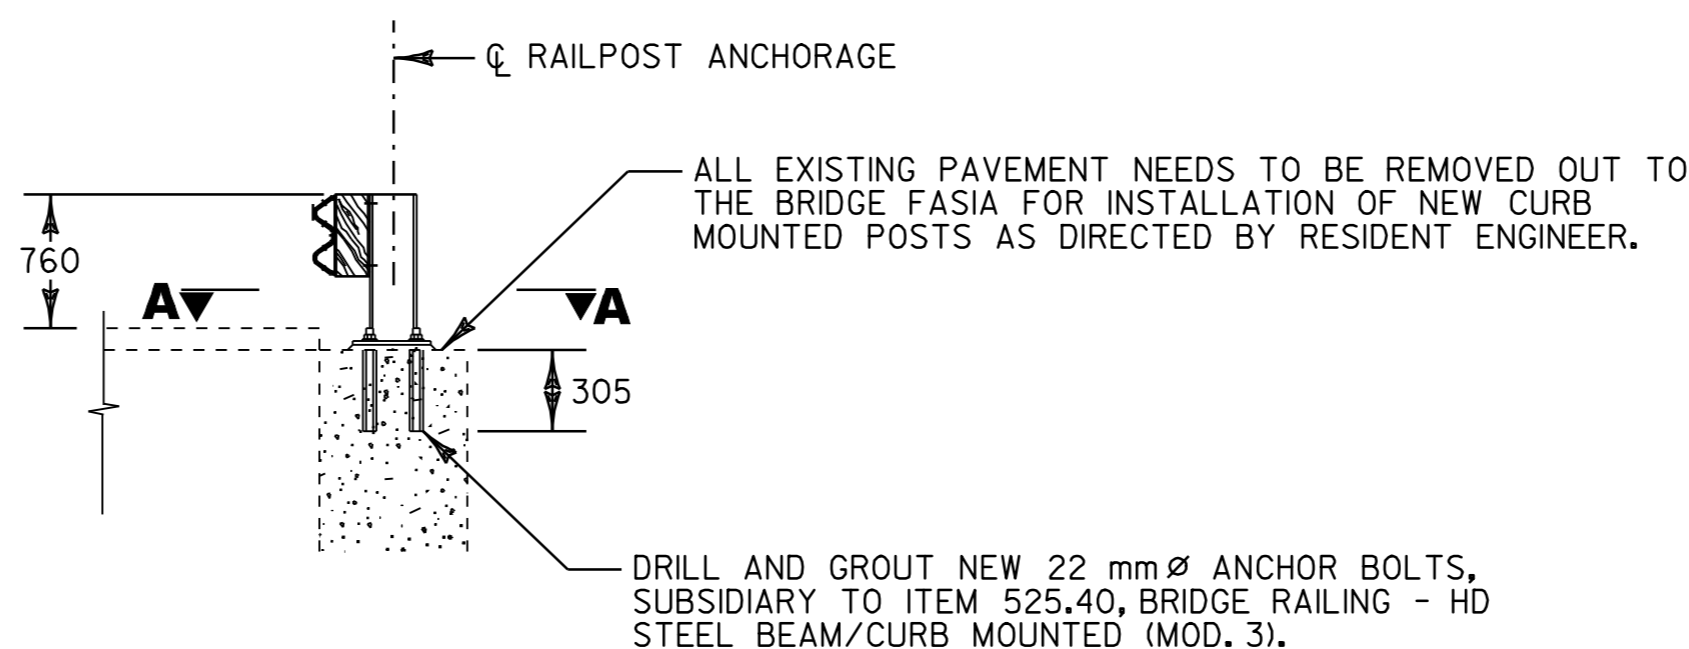 ℄ RAILPOST ANCHORAGE
ALL EXISTING PAVEMENT NEEDS TO BE REMOVED OUT TO
THE BRIDGE FASIA FOR INSTALLATION OF NEW CURB
MOUNTED POSTS AS DIRECTED BY RESIDENT ENGINEER.
760
A
A
305
DRILL AND GROUT NEW 22 mm⌀ ANCHOR BOLTS,
SUBSIDIARY TO ITEM 525.40, BRIDGE RAILING - HD
STEEL BEAM/CURB MOUNTED (MOD. 3).